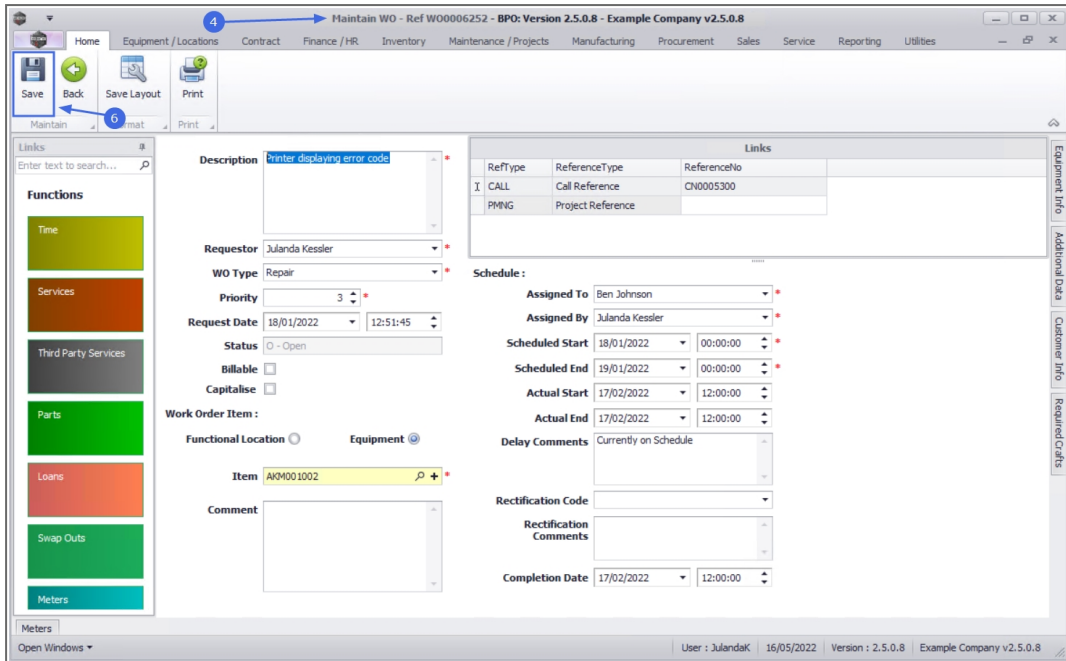 4
Maintain WO - Ref WO0006252 - BPO: Version 2.5.0.8 - Example Company v2.5.0.8
Home Equipment / Locations Contract Finance / HR Inventory Maintenance / Projects Manufacturing Procurement Sales Service Reporting Utilities
Save Back Save Layout Print
6
Maintain rmat Print
Links
Enter text to search...
Functions
Time
Services
Third Party Services
Parts
Loans
Swap Outs
Meters
Description Printer displaying error code *
Requestor Julanda Kessler *
WO Type Repair *
Priority 3 *
Request Date 18/01/2022 12:51:45
Status O - Open
Billable
Capitalise
Work Order Item :
Functional Location Equipment
Item AKM001002 *
Comment
Links
RefType ReferenceType ReferenceNo
CALL Call Reference CN0005300
PMNG Project Reference
Schedule :
Assigned To Ben Johnson *
Assigned By Julanda Kessler *
Scheduled Start 18/01/2022 00:00:00 *
Scheduled End 19/01/2022 00:00:00 *
Actual Start 17/02/2022 12:00:00
Actual End 17/02/2022 12:00:00
Delay Comments Currently on Schedule
Rectification Code
Rectification
Comments
Completion Date 17/02/2022 12:00:00
Equipment Info
Additional Data
Customer Info
Required Crafts
Meters
Open Windows User : JulandaK 16/05/2022 Version : 2.5.0.8 Example Company v2.5.0.8